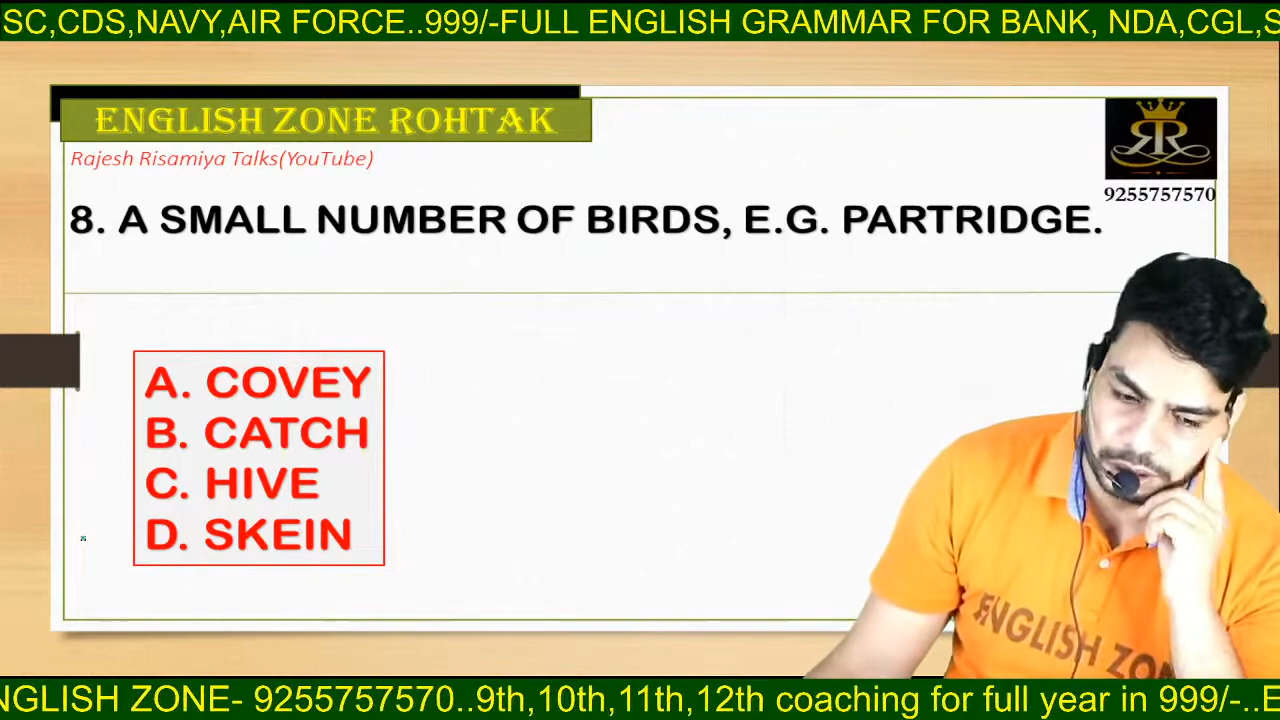 SC,CDS,NAVY,AIR FORCE..999/-FULL ENGLISH GRAMMAR FOR BANK, NDA,CGL,S
ENGLISH ZONE ROHTAK
Rajesh Risamiya Talks(YouTube)
RR
9255757570
8. A SMALL NUMBER OF BIRDS, E.G. PARTRIDGE.
A. COVEY
B. CATCH
C. HIVE
D. SKEIN
ENGLISH ZON
NGLISH ZONE- 9255757570..9th,10th,11th,12th coaching for full year in 999/-..E